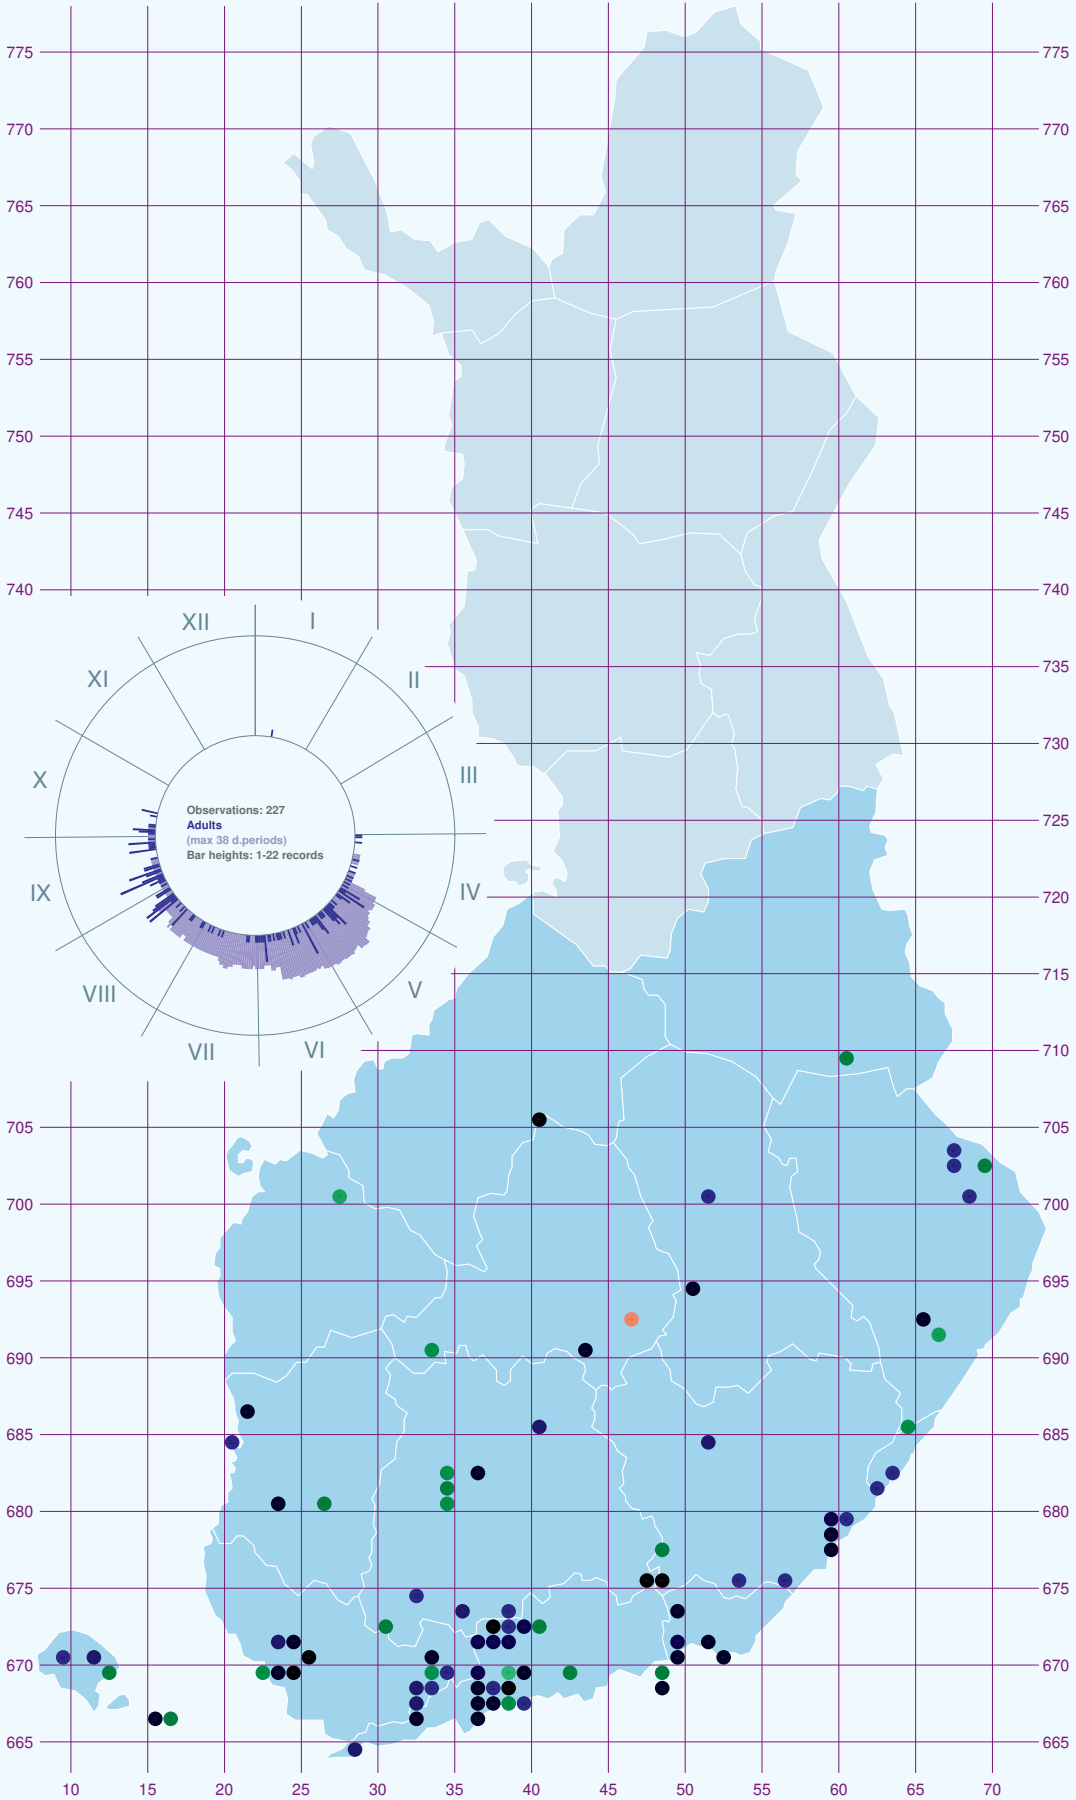 775 775
770 770
765 765
760 760
755 755
750 750
745 745
740 740
XII I
735 735
XI II
730 730
X III
Observations: 227
Adults
(max 38 d.periods)
Bar heights: 1-22 records
725 725
IX IV
720 720
715 715
VIII V
VII VI
710 710
705 705
700 700
695 695
690 690
685 685
680 680
675 675
670 670
665 665
10 15 20 25 30 35 40 45 50 55 60 65 70